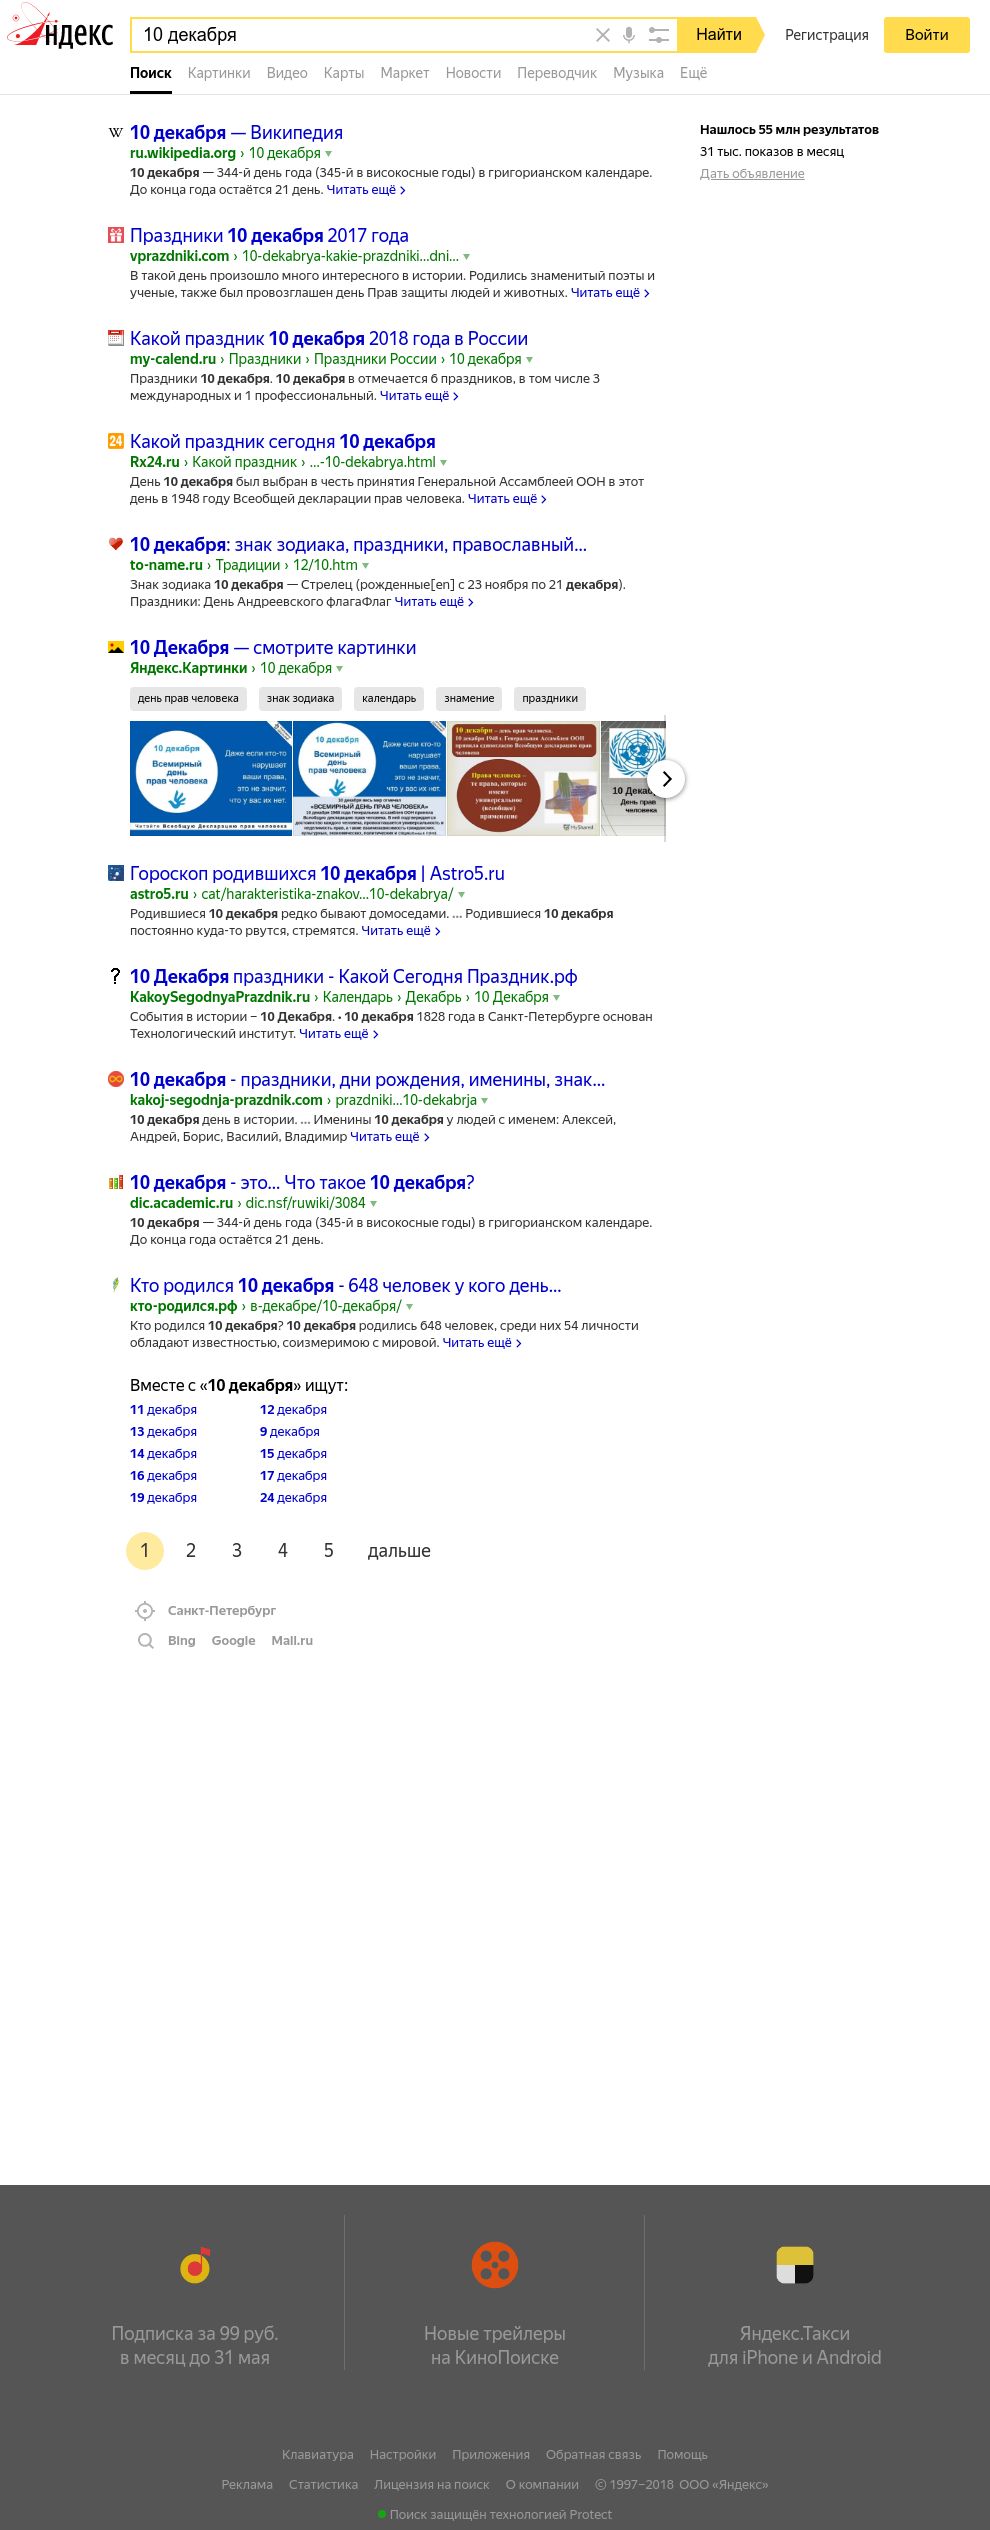 Яндекс
10 декабря
Найти
Регистрация
Войти
Поиск Картинки Видео Карты Маркет Новости Переводчик Музыка Ещё
Нашлось 55 млн результатов
31 тыс. показов в месяц
Дать объявление
W
10 декабря — Википедия
ru.wikipedia.org › 10 декабря
10 декабря — 344-й день года (345-й в високосные годы) в григорианском календаре.
До конца года остаётся 21 день. Читать ещё ›
Праздники 10 декабря 2017 года
vprazdniki.com › 10-dekabrya-kakie-prazdniki...dni...
В такой день произошло много интересного в истории. Родились знаменитый поэты и
ученые, также был провозглашен день Прав защиты людей и животных. Читать ещё ›
Какой праздник 10 декабря 2018 года в России
my-calend.ru › Праздники › Праздники России › 10 декабря
Праздники 10 декабря. 10 декабря в отмечается 6 праздников, в том числе 3
международных и 1 профессиональный. Читать ещё ›
24
Какой праздник сегодня 10 декабря
Rx24.ru › Какой праздник › ...-10-dekabrya.html
День 10 декабря был выбран в честь принятия Генеральной Ассамблеей ООН в этот
день в 1948 году Всеобщей декларации прав человека. Читать ещё ›
10 декабря: знак зодиака, праздники, православный...
to-name.ru › Традиции › 12/10.htm
Знак зодиака 10 декабря — Стрелец (рожденные[en] с 23 ноября по 21 декабря).
Праздники: День Андреевского флагаФлаг Читать ещё ›
10 Декабря — смотрите картинки
Яндекс.Картинки › 10 декабря
день прав человека знак зодиака календарь знамение праздники
10 декабря
Всемирный
день
прав человека
Даже если кто-то
нарушает
ваши права,
это не значит,
что у вас их нет.
Читайте Всеобщую Декларацию прав человека
10 декабря
Всемирный
день
прав человека
Даже если кто-то
нарушает
ваши права,
это не значит,
что у вас их нет.
10 декабря весь мир отмечал
«ВСЕМИРНЫЙ ДЕНЬ ПРАВ ЧЕЛОВЕКА»
10 декабря – день прав человека.
10 декабря 1948 г. Генеральная Ассамблея ООН
приняла единогласно Всеобщую декларацию прав
человека
Права человека –
те права, которые
имеют
универсальное
(всеобщее)
применение
MyShared
10 Декаб
День прав
человека
Гороскоп родившихся 10 декабря | Astro5.ru
astro5.ru › cat/harakteristika-znakov...10-dekabrya/
Родившиеся 10 декабря редко бывают домоседами. ... Родившиеся 10 декабря
постоянно куда-то рвутся, стремятся. Читать ещё ›
?
10 Декабря праздники - Какой Сегодня Праздник.рф
KakoySegodnyaPrazdnik.ru › Календарь › Декабрь › 10 Декабря
События в истории – 10 Декабря. • 10 декабря 1828 года в Санкт-Петербурге основан
Технологический институт. Читать ещё ›
10 декабря - праздники, дни рождения, именины, знак...
kakoj-segodnja-prazdnik.com › prazdniki...10-dekabrja
10 декабря день в истории. ... Именины 10 декабря у людей с именем: Алексей,
Андрей, Борис, Василий, Владимир Читать ещё ›
10 декабря - это... Что такое 10 декабря?
dic.academic.ru › dic.nsf/ruwiki/3084
10 декабря — 344-й день года (345-й в високосные годы) в григорианском календаре.
До конца года остаётся 21 день.
Кто родился 10 декабря - 648 человек у кого день...
кто-родился.рф › в-декабре/10-декабря/
Кто родился 10 декабря? 10 декабря родились 648 человек, среди них 54 личности
обладают известностью, соизмеримою с мировой. Читать ещё ›
Вместе с «10 декабря» ищут:
11 декабря 12 декабря
13 декабря 9 декабря
14 декабря 15 декабря
16 декабря 17 декабря
19 декабря 24 декабря
1 2 3 4 5 дальше
Санкт-Петербург
Bing Google Mail.ru
Подписка за 99 руб.
в месяц до 31 мая
Новые трейлеры
на КиноПоиске
Яндекс.Такси
для iPhone и Android
Клавиатура Настройки Приложения Обратная связь Помощь
Реклама Статистика Лицензия на поиск О компании © 1997–2018 ООО «Яндекс»
Поиск защищён технологией Protect